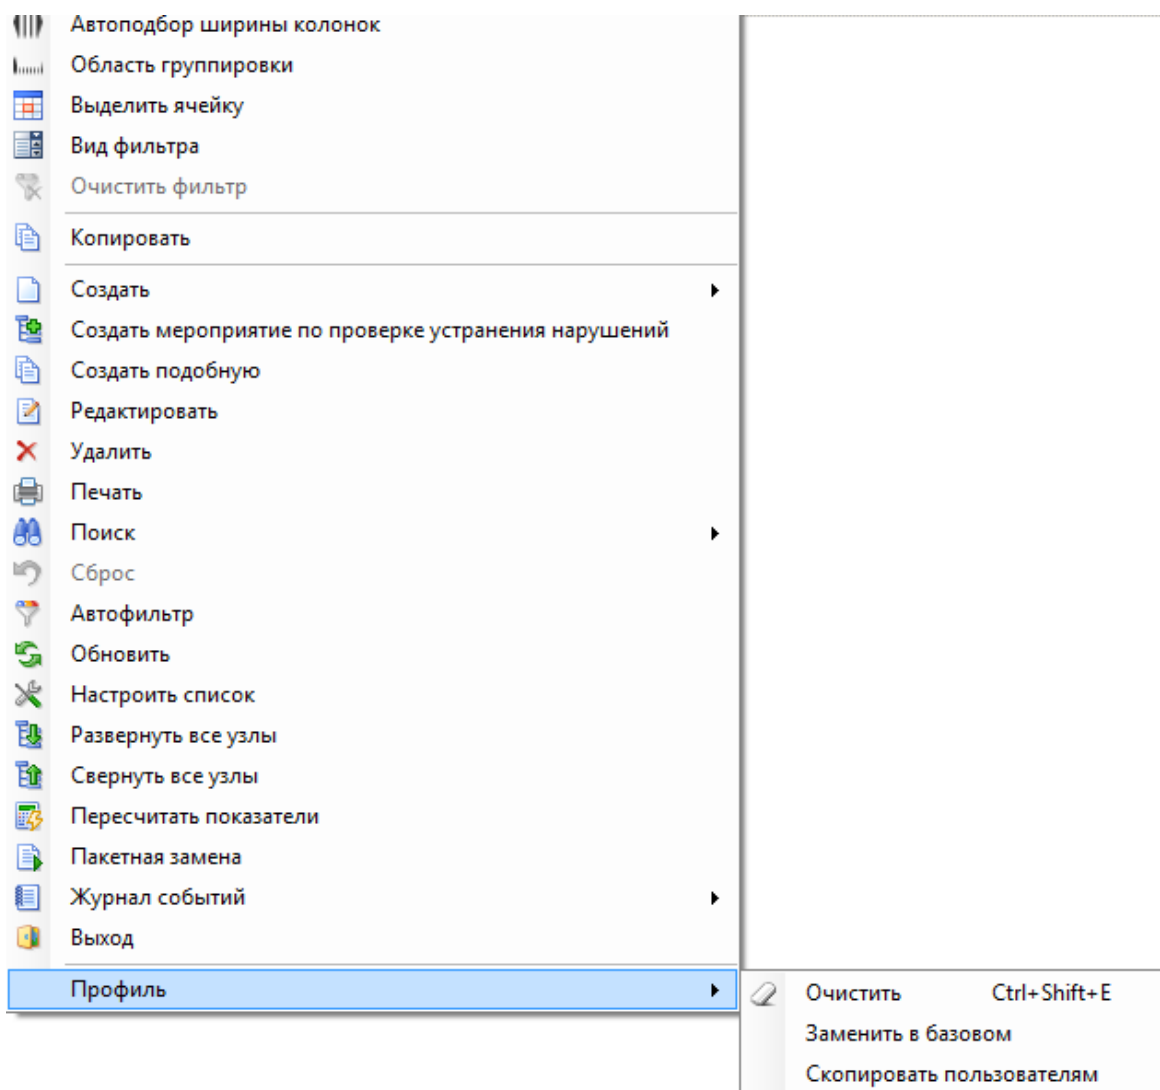 Автоподбор ширины колонок
Область группировки
Выделить ячейку
Вид фильтра
Очистить фильтр
Копировать
Создать
Создать мероприятие по проверке устранения нарушений
Создать подобную
Редактировать
Удалить
Печать
Поиск
Сброс
Автофильтр
Обновить
Настроить список
Развернуть все узлы
Свернуть все узлы
Пересчитать показатели
Пакетная замена
Журнал событий
Выход
Профиль
Очистить Ctrl+Shift+E
Заменить в базовом
Скопировать пользователям